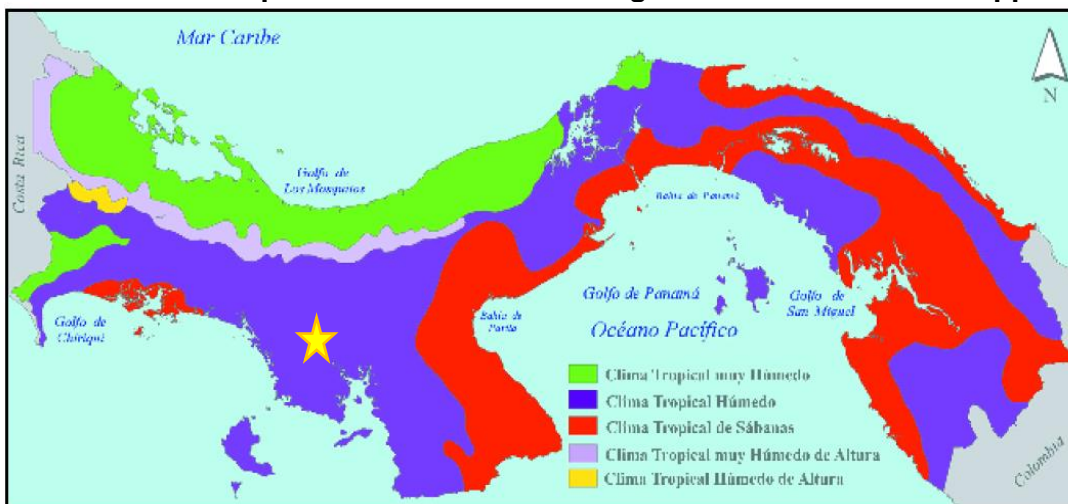 Mar Caribe
N
Costa Rica
Golfo de
Los Mosquitos
Bahía de Panamá
Golfo de
Chiriquí
Bahía de
Parita
Golfo de Panamá
Golfo de
San Miguel
Océano Pacífico
Clima Tropical muy Húmedo
Clima Tropical Húmedo
Clima Tropical de Sábanas
Clima Tropical muy Húmedo de Altura
Clima Tropical Húmedo de Altura
Colombia